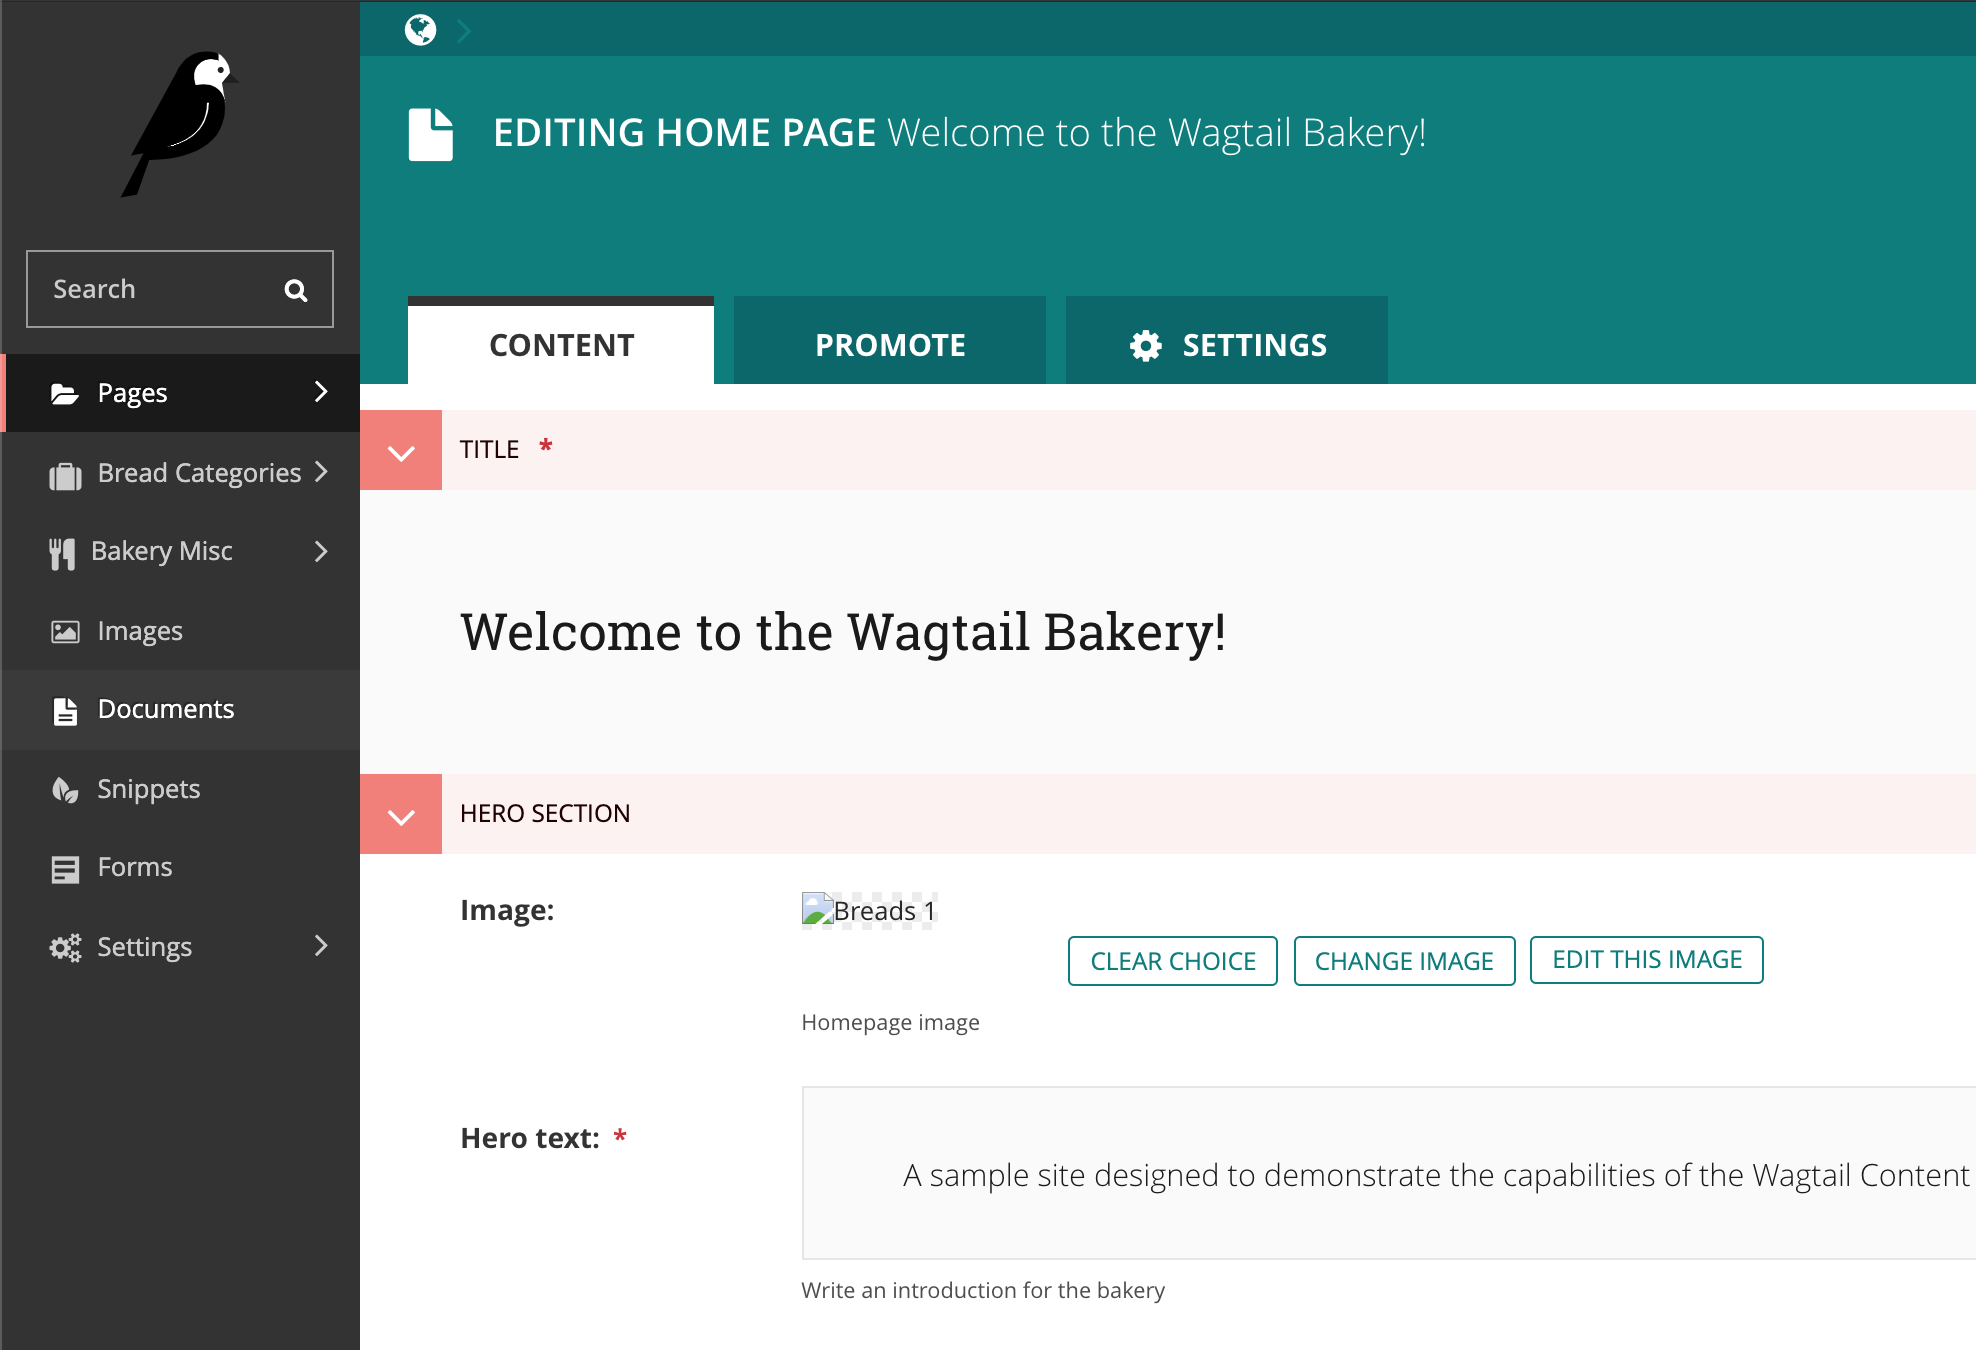 Search
Pages
Bread Categories
Bakery Misc
Images
Documents
Snippets
Forms
Settings
EDITING HOME PAGE Welcome to the Wagtail Bakery!
CONTENT
PROMOTE
SETTINGS
TITLE *
Welcome to the Wagtail Bakery!
HERO SECTION
Image:
Breads 1
CLEAR CHOICE
CHANGE IMAGE
EDIT THIS IMAGE
Homepage image
Hero text: *
A sample site designed to demonstrate the capabilities of the Wagtail Content
Write an introduction for the bakery